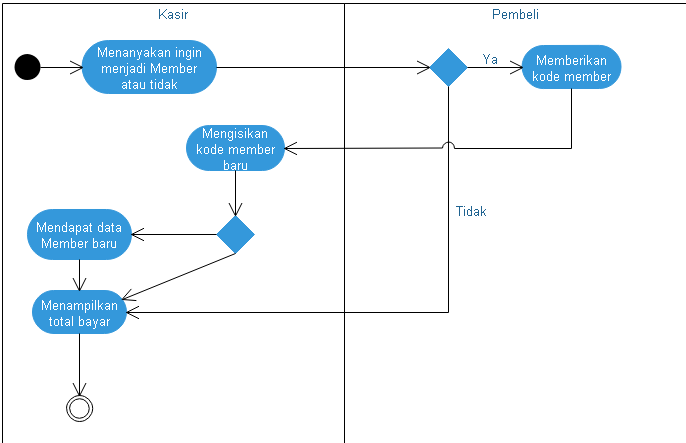 Kasir
Pembeli
Menanyakan ingin
menjadi Member
atau tidak
Ya
Memberikan
kode member
Mengisikan
kode member
baru
Tidak
Mendapat data
Member baru
Menampilkan
total bayar